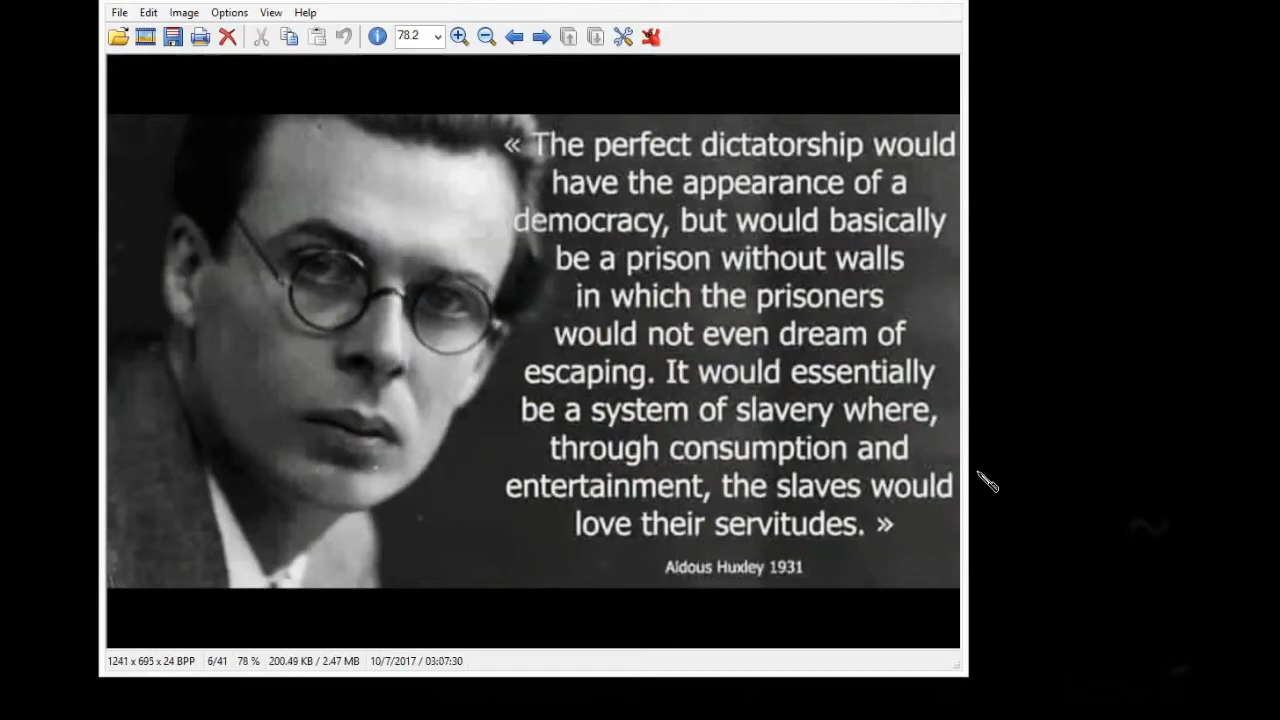 File Edit Image Options View Help
78.2
« The perfect dictatorship would
have the appearance of a
democracy, but would basically
be a prison without walls
in which the prisoners
would not even dream of
escaping. It would essentially
be a system of slavery where,
through consumption and
entertainment, the slaves would
love their servitudes. »
Aldous Huxley 1931
1241 x 695 x 24 BPP 6/41 78 % 200.49 KB / 2.47 MB 10/7/2017 / 03:07:30